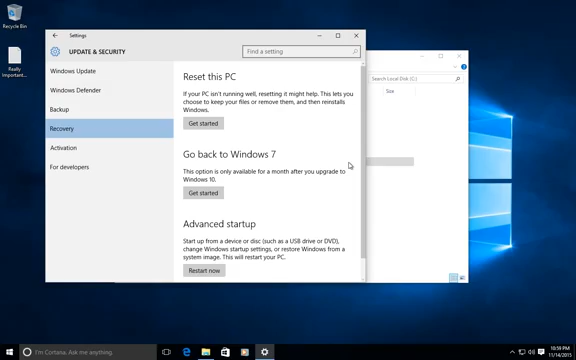 Recycle Bin
Really
Important...
Settings
UPDATE & SECURITY
Find a setting
Windows Update
Windows Defender
Backup
Recovery
Activation
For developers
Reset this PC
If your PC isn't running well, resetting it might help. This lets you
choose to keep your files or remove them, and then reinstalls
Windows.
Get started
Go back to Windows 7
This option is only available for a month after you upgrade to
Windows 10.
Get started
Advanced startup
Start up from a device or disc (such as a USB drive or DVD),
change Windows startup settings, or restore Windows from a
system image. This will restart your PC.
Restart now
Search Local Disk (C:)
Size
I'm Cortana. Ask me anything.
10:59 PM
11/14/2015